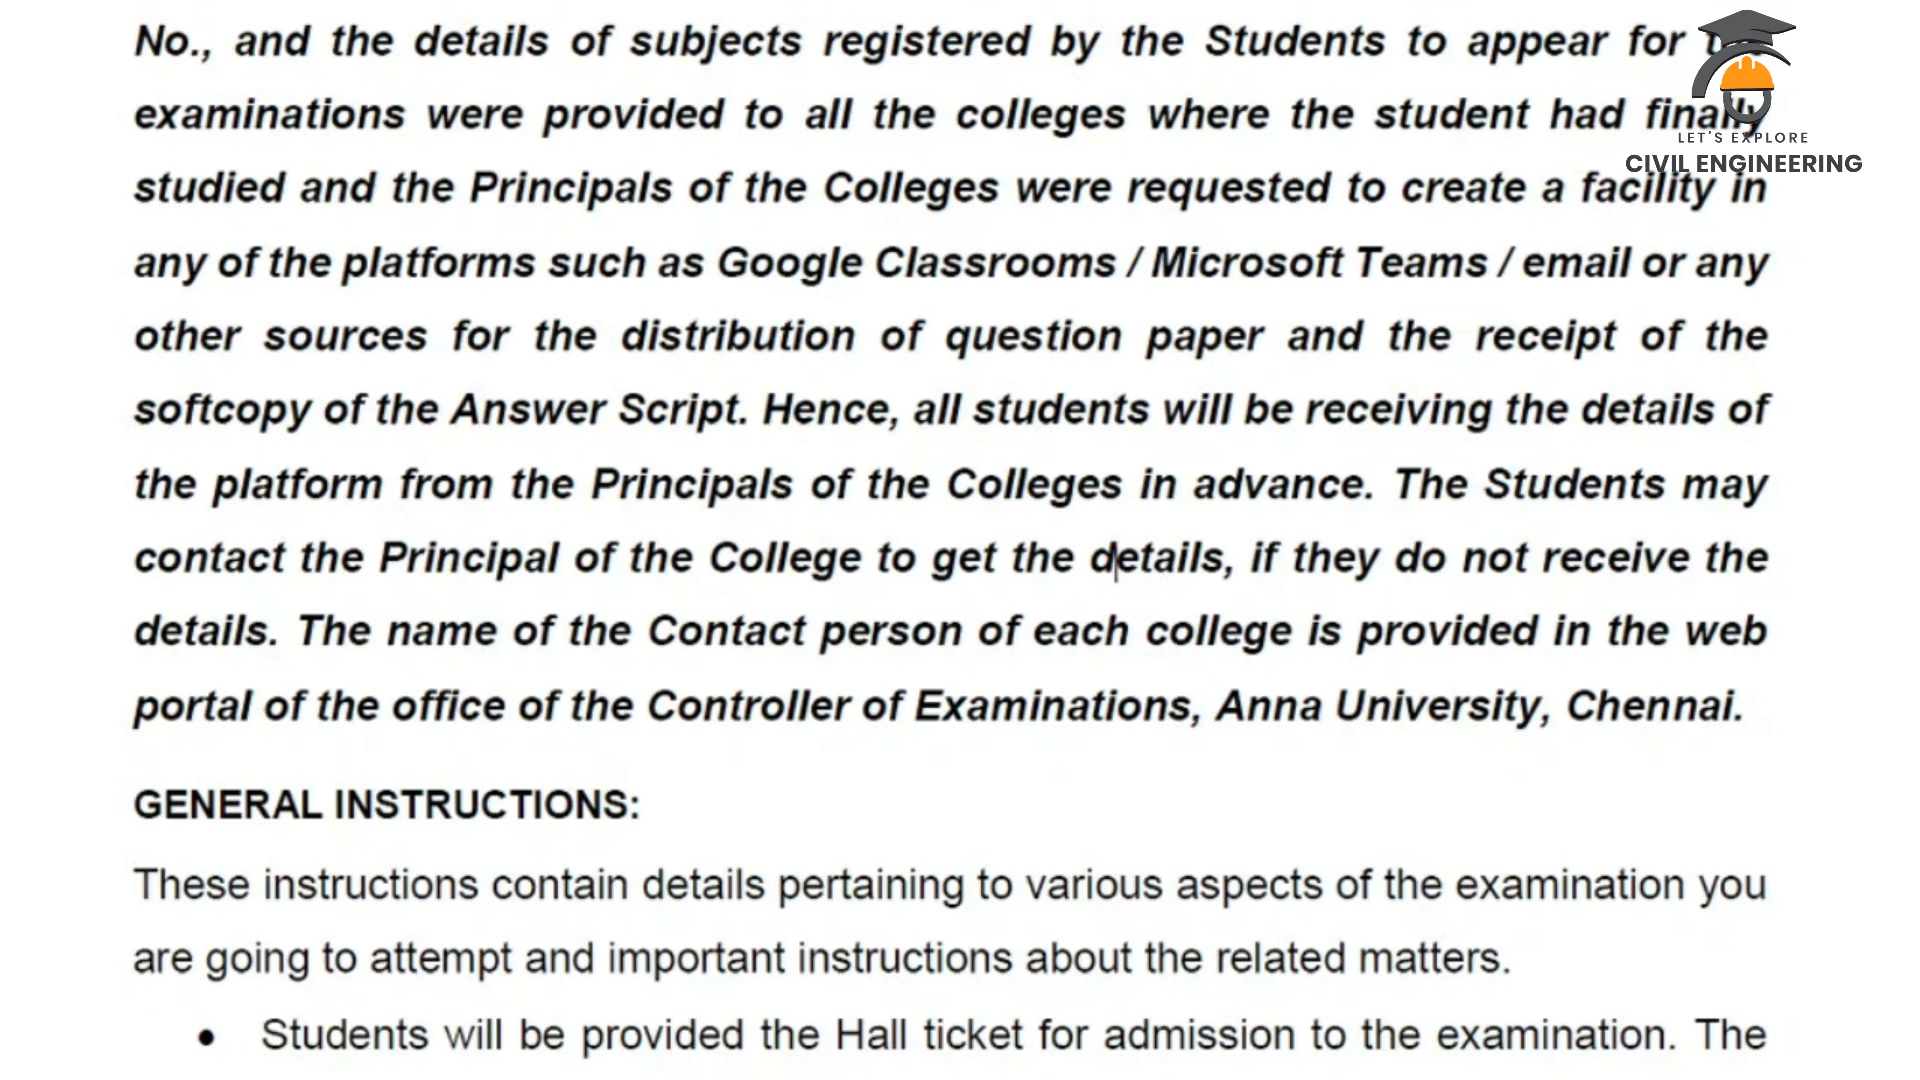 No., and the details of subjects registered by the Students to appear for
examinations were provided to all the colleges where the student had finally
studied and the Principals of the Colleges were requested to create a facility in
any of the platforms such as Google Classrooms / Microsoft Teams / email or any
other sources for the distribution of question paper and the receipt of the
softcopy of the Answer Script. Hence, all students will be receiving the details of
the platform from the Principals of the Colleges in advance. The Students may
contact the Principal of the College to get the details, if they do not receive the
details. The name of the Contact person of each college is provided in the web
portal of the office of the Controller of Examinations, Anna University, Chennai.
GENERAL INSTRUCTIONS:
These instructions contain details pertaining to various aspects of the examination you
are going to attempt and important instructions about the related matters.
• Students will be provided the Hall ticket for admission to the examination. The
LET'S EXPLORE
CIVIL ENGINEERING